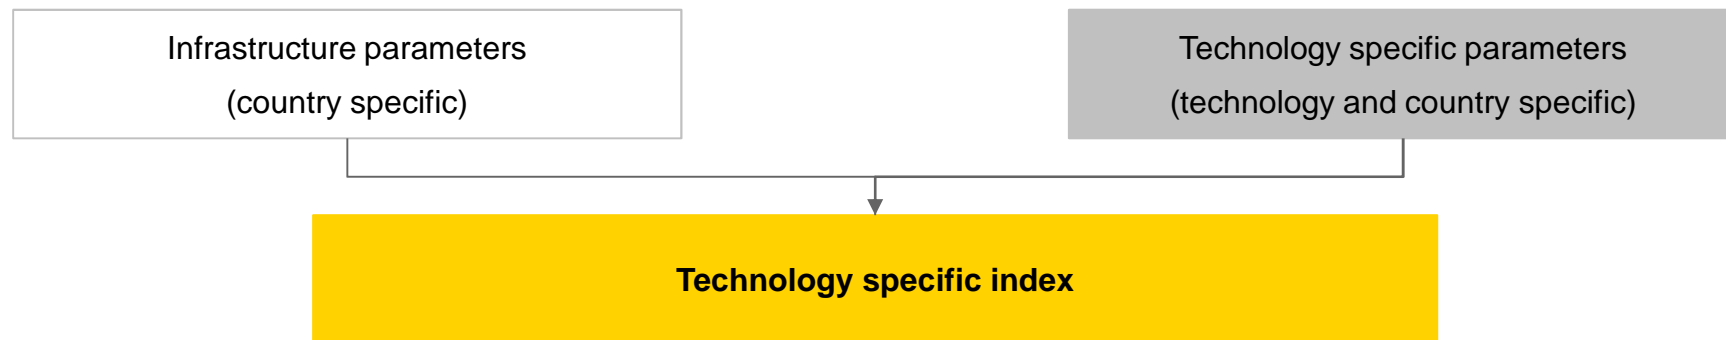 Infrastructure parameters
(country specific)
Technology specific parameters
(technology and country specific)
Technology specific index